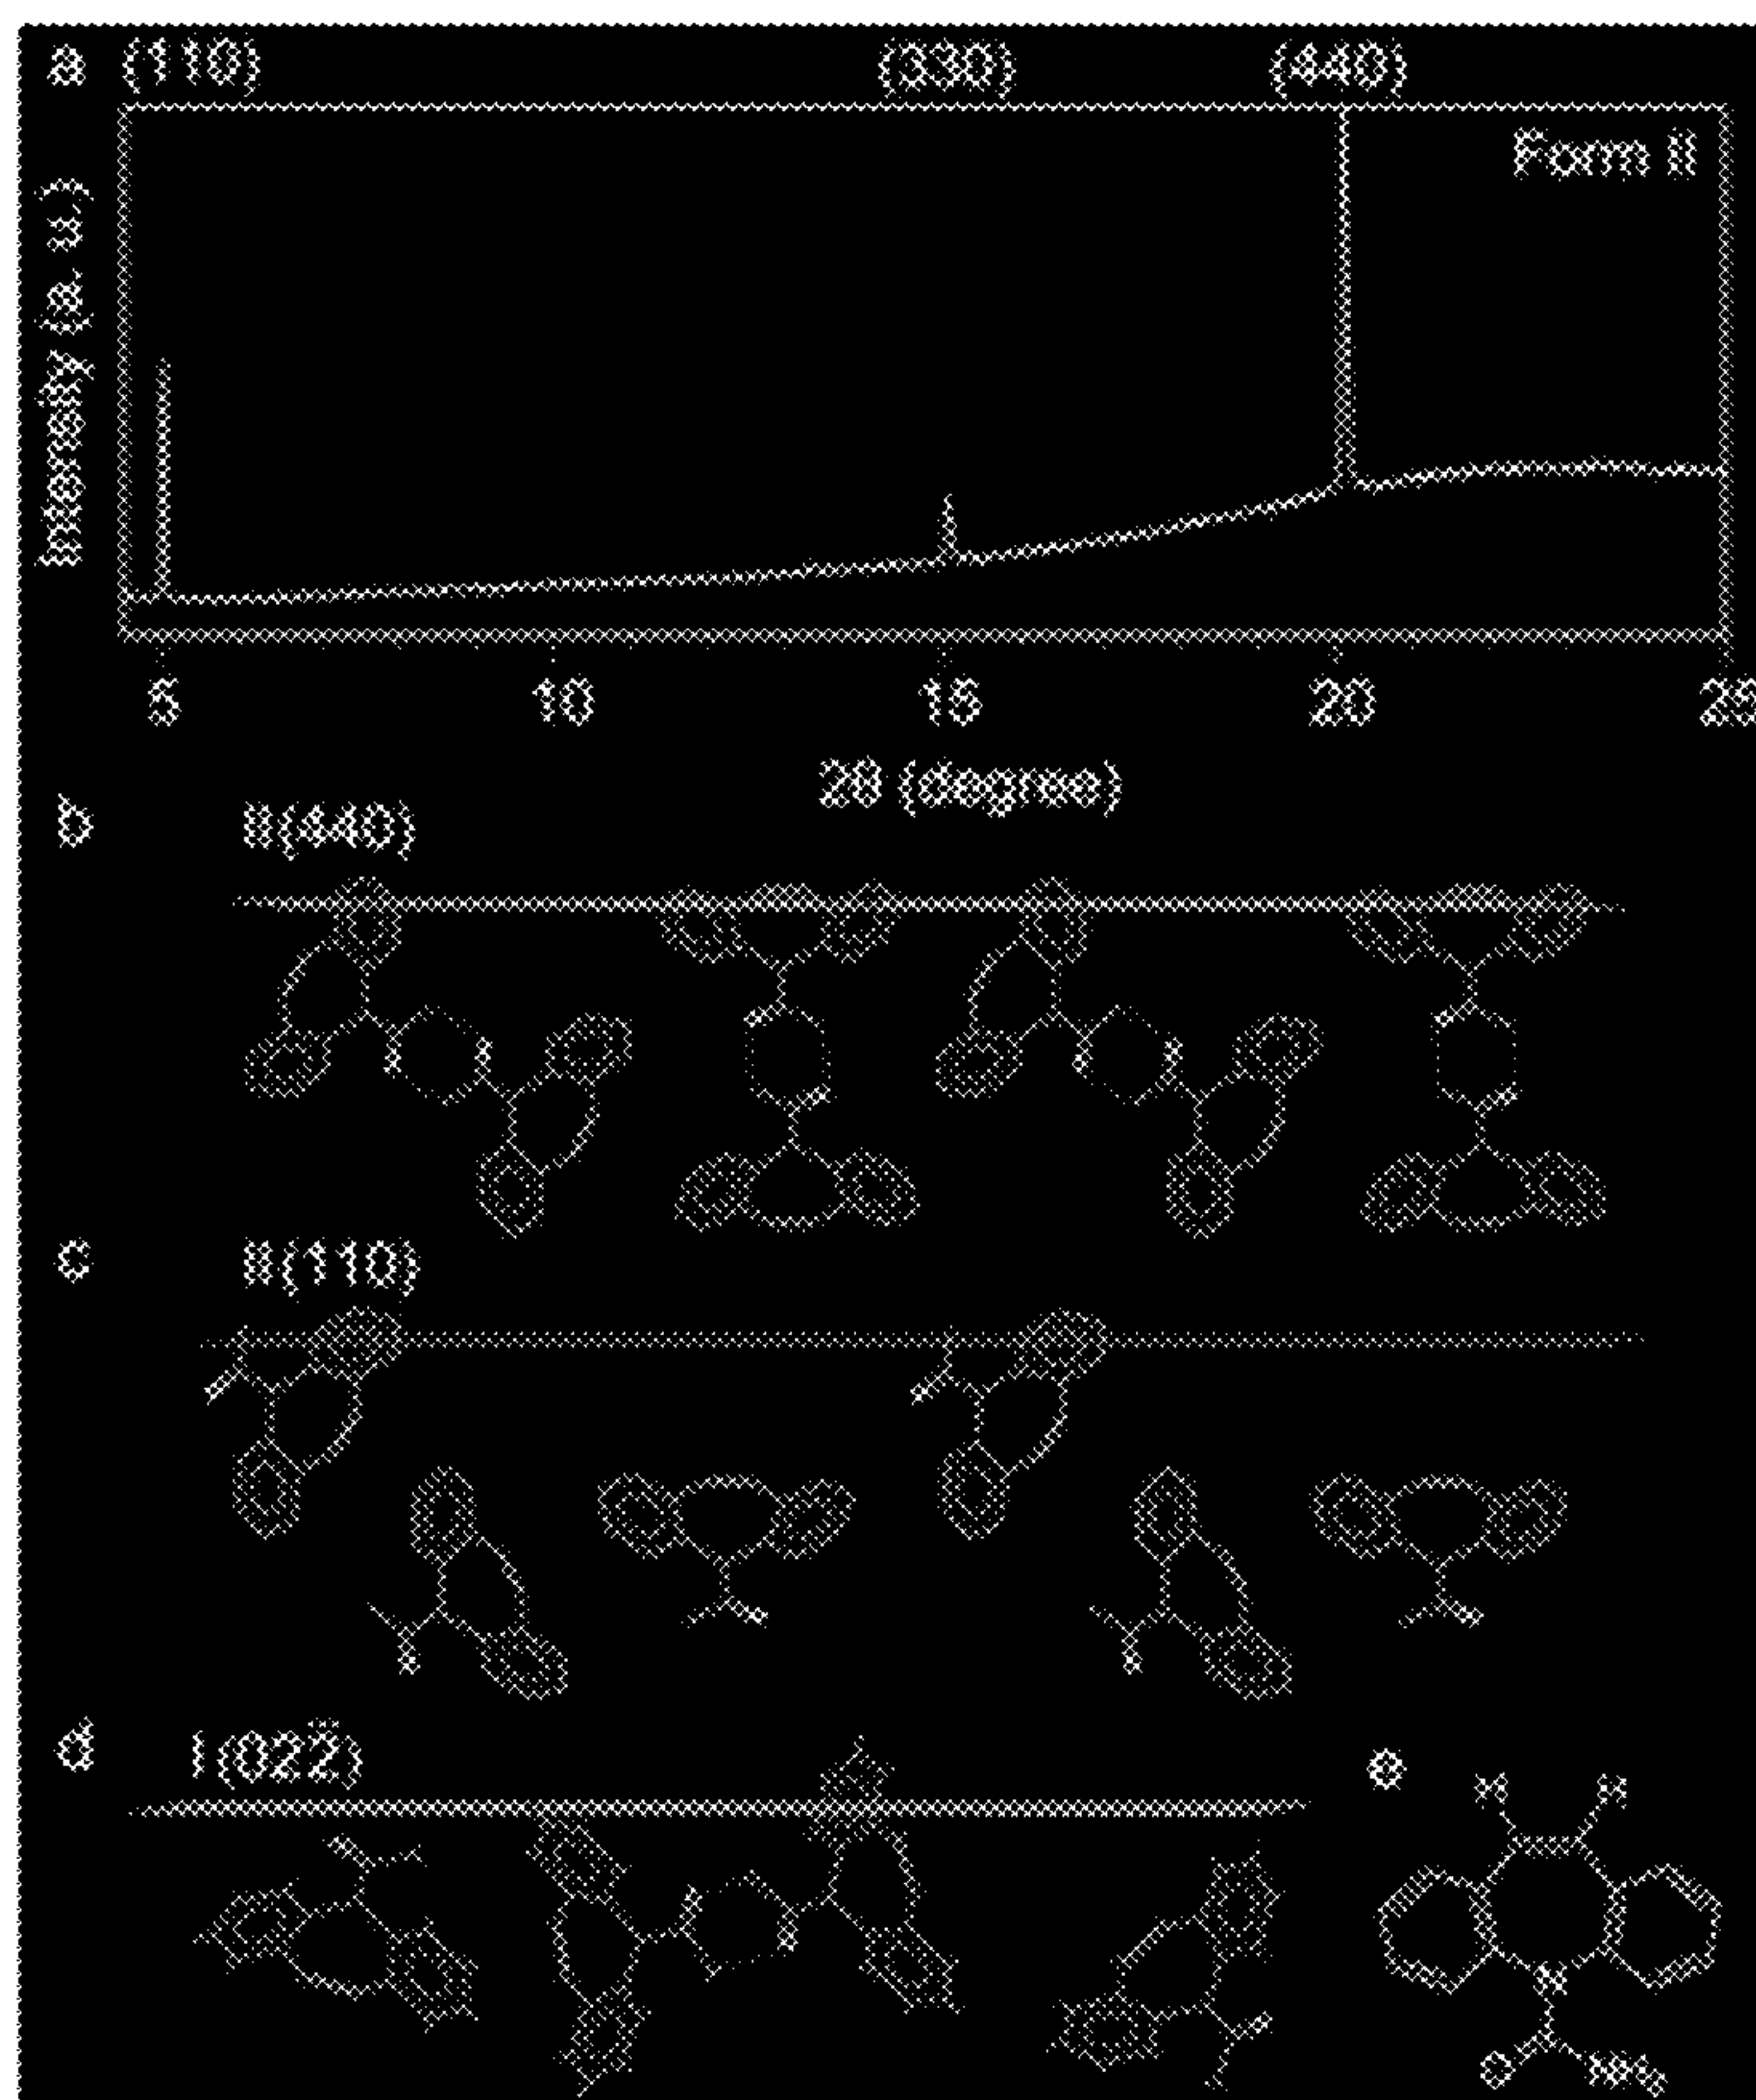 a (110) (330) (440)
Form II
Intensity (a. u.)
5 10 15 20 25
2θ (degree)
b II(440)
c II(110)
d I(022̄)
e
H H
N
O NH₂